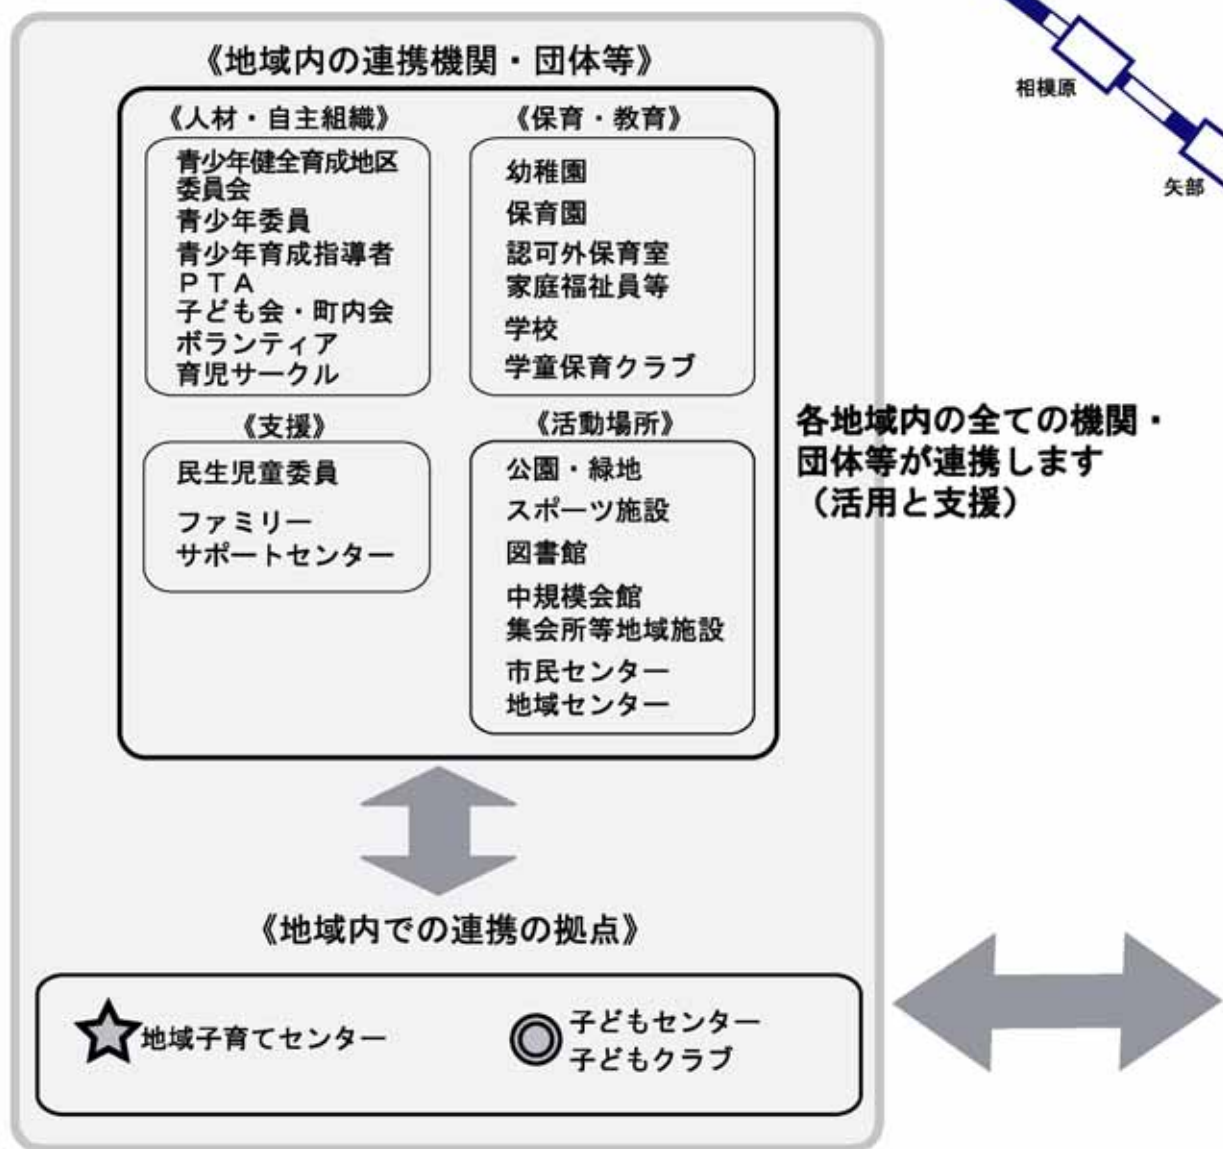 《地域内の連携機関・団体等》
《人材・自主組織》
青少年健全育成地区
委員会
青少年委員
青少年育成指導者
ＰＴＡ
子ども会・町内会
ボランティア
育児サークル
《保育・教育》
幼稚園
保育園
認可外保育室
家庭福祉員等
学校
学童保育クラブ
《支援》
民生児童委員
ファミリー
サポートセンター
《活動場所》
公園・緑地
スポーツ施設
図書館
中規模会館
集会所等地域施設
市民センター
地域センター
相模原
矢部
各地域内の全ての機関・
団体等が連携します
（活用と支援）
《地域内での連携の拠点》
地域子育てセンター
子どもセンター
子どもクラブ